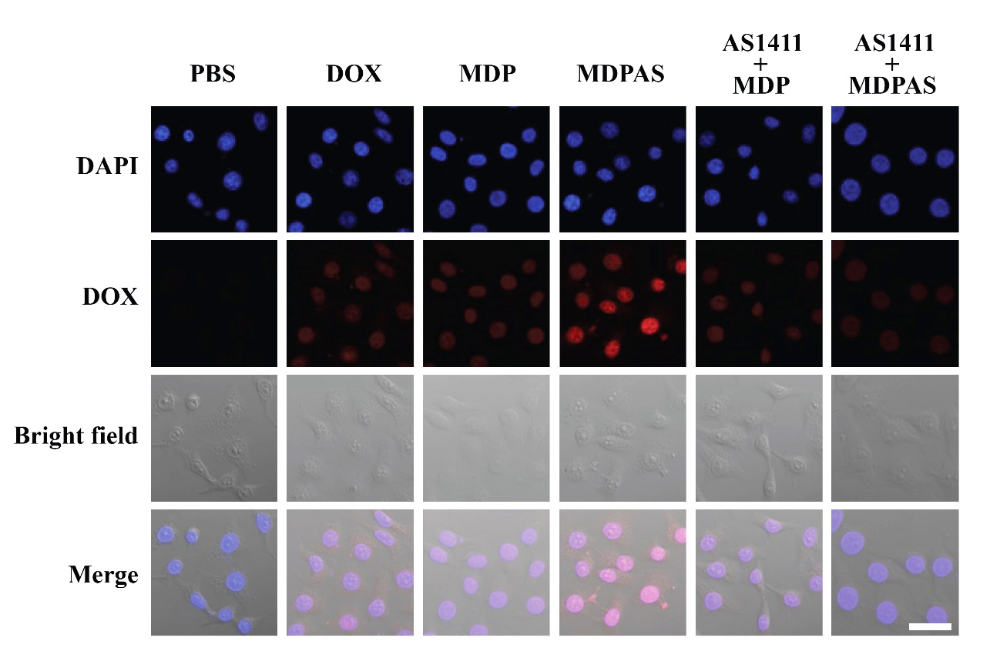 PBS
DOX
MDP
MDPAS
AS1411
+
MDP
AS1411
+
MDPAS
DAPI
DOX
Bright field
Merge